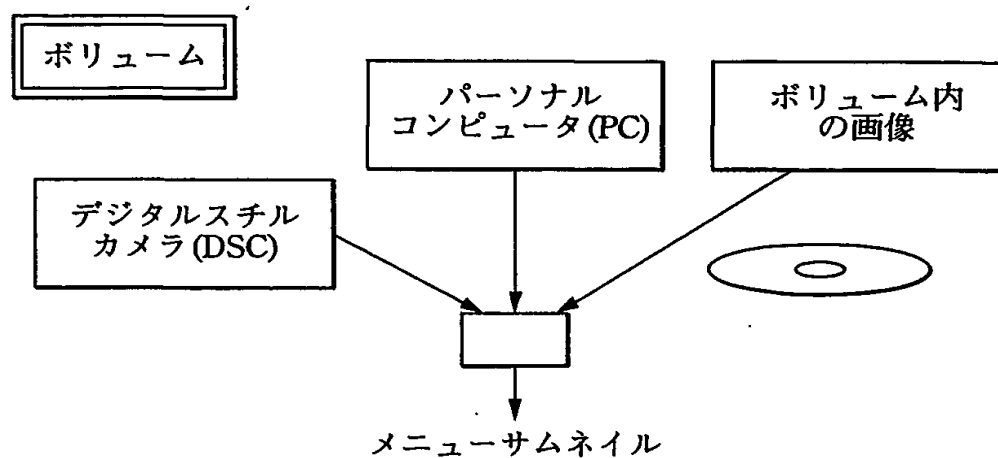 ボリューム
パーソナル
コンピュータ(PC)
ボリューム内
の画像
デジタルスチル
カメラ(DSC)
メニューサムネイル